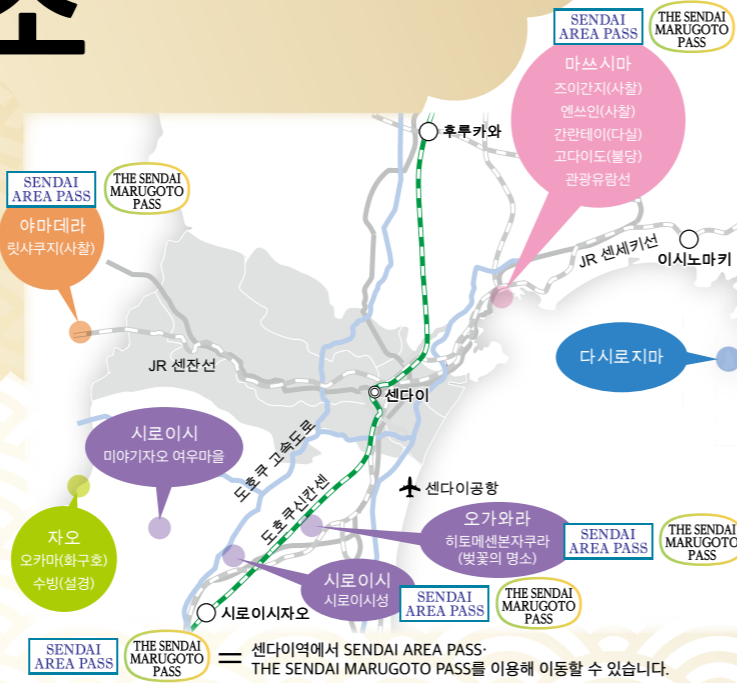 소
SENDAI
AREA PASS
THE SENDAI
MARUGOTO
PASS
마쓰시마
즈이간지(사찰)
엔쓰인(사찰)
간란테이(다실)
고다이도(불당)
관광유람선
후루카와
SENDAI
AREA PASS
THE SENDAI
MARUGOTO
PASS
야마데라
릿샤쿠지(사찰)
JR 센세키선
이시노마키
JR 센잔선
다시로지마
센다이
시로이시
미야기자오 여우마을
도호쿠 고속도로
도호쿠신칸센
센다이공항
자오
오카마(화구호)
수빙(설경)
오가와라
히토메센본자쿠라
(벚꽃의 명소)
SENDAI
AREA PASS
THE SENDAI
MARUGOTO
PASS
시로이시
시로이시성
SENDAI
AREA PASS
THE SENDAI
MARUGOTO
PASS
시로이시자오
SENDAI
AREA PASS
THE SENDAI
MARUGOTO
PASS
= 센다이역에서 SENDAI AREA PASS·
THE SENDAI MARUGOTO PASS를 이용해 이동할 수 있습니다.